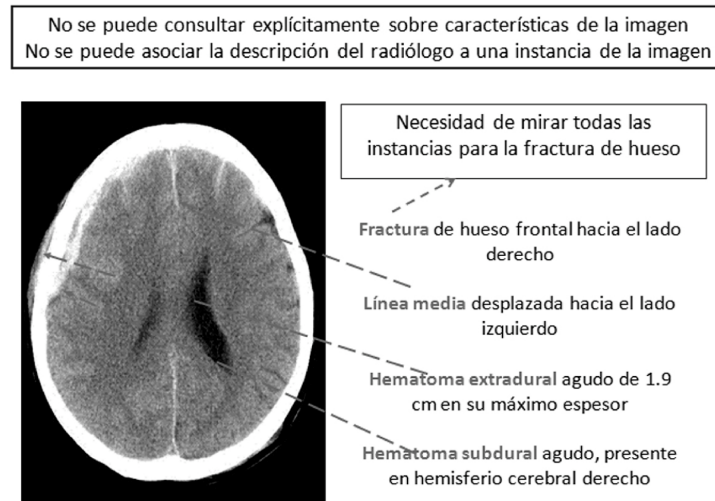 No se puede consultar explícitamente sobre características de la imagen
No se puede asociar la descripción del radiólogo a una instancia de la imagen
Necesidad de mirar todas las
instancias para la fractura de hueso
Fractura de hueso frontal hacia el lado
derecho
Línea media desplazada hacia el lado
izquierdo
Hematoma extradural agudo de 1.9
cm en su máximo espesor
Hematoma subdural agudo, presente
en hemisferio cerebral derecho